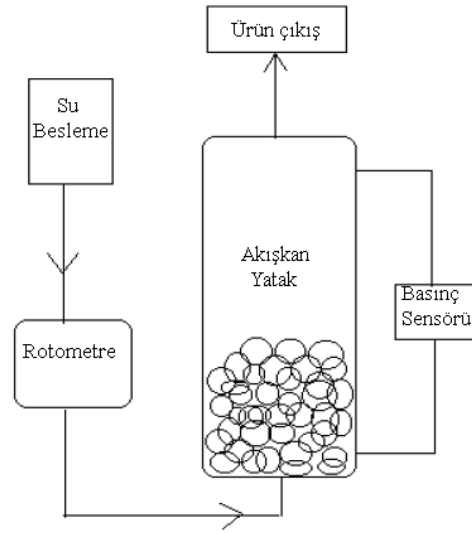 Ürün çıkış
Su
Besleme
Akışkan
Yatak
Basınç
Sensörü
Rotometre